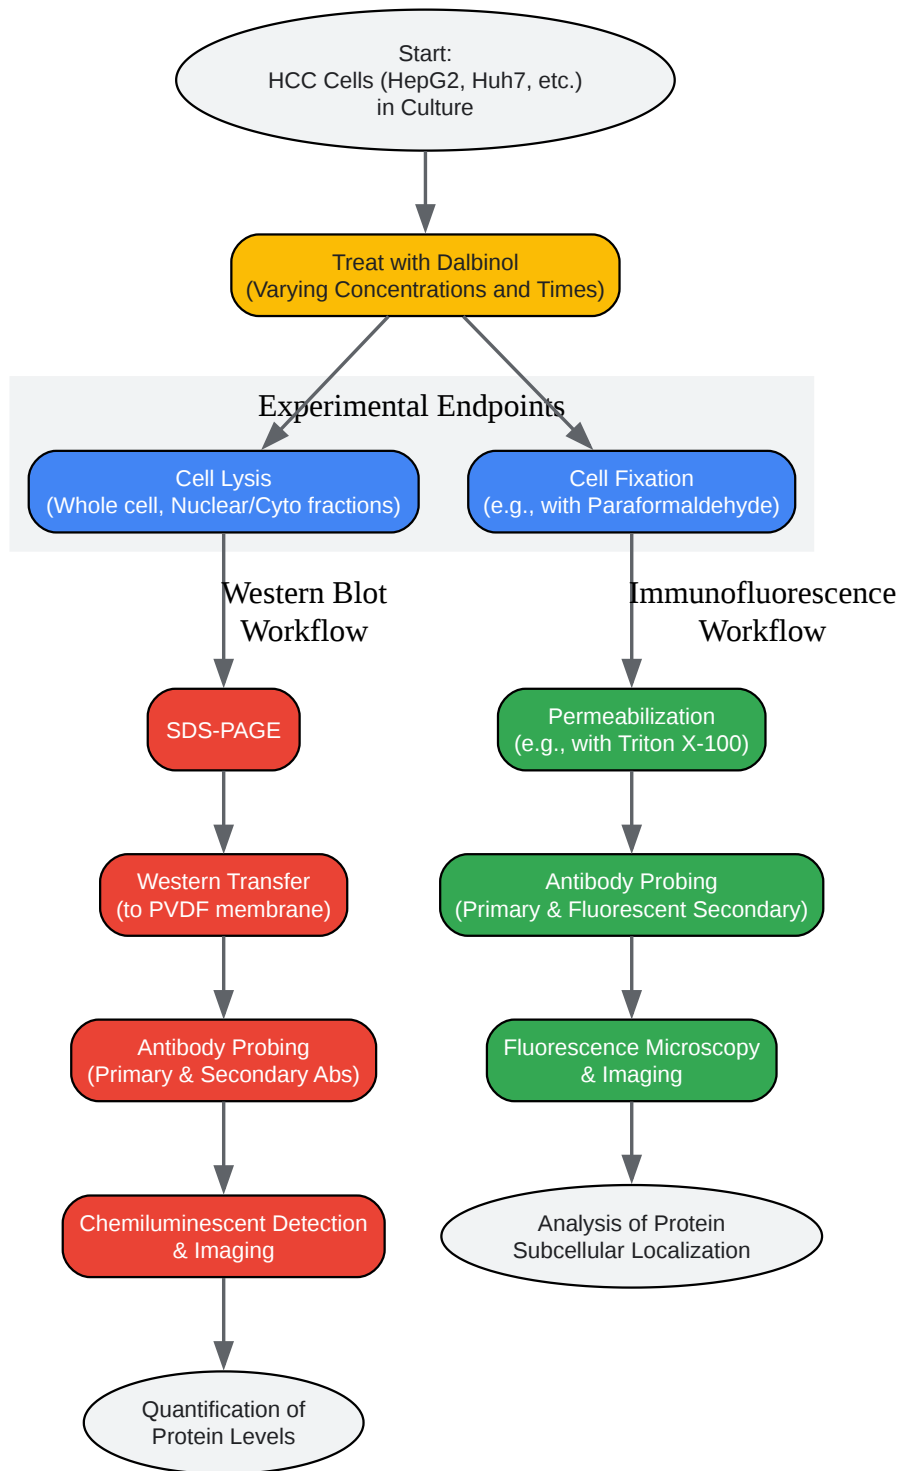 Start:
HCC Cells (HepG2, Huh7, etc.)
in Culture
Treat with Dalbinol
(Varying Concentrations and Times)
Experimental Endpoints
Cell Lysis
(Whole cell, Nuclear/Cyto fractions)
Cell Fixation
(e.g., with Paraformaldehyde)
Western Blot
Workflow
Immunofluorescence
Workflow
SDS-PAGE
Permeabilization
(e.g., with Triton X-100)
Western Transfer
(to PVDF membrane)
Antibody Probing
(Primary & Fluorescent Secondary)
Antibody Probing
(Primary & Secondary Abs)
Fluorescence Microscopy
& Imaging
Chemiluminescent Detection
& Imaging
Analysis of Protein
Subcellular Localization
Quantification of
Protein Levels